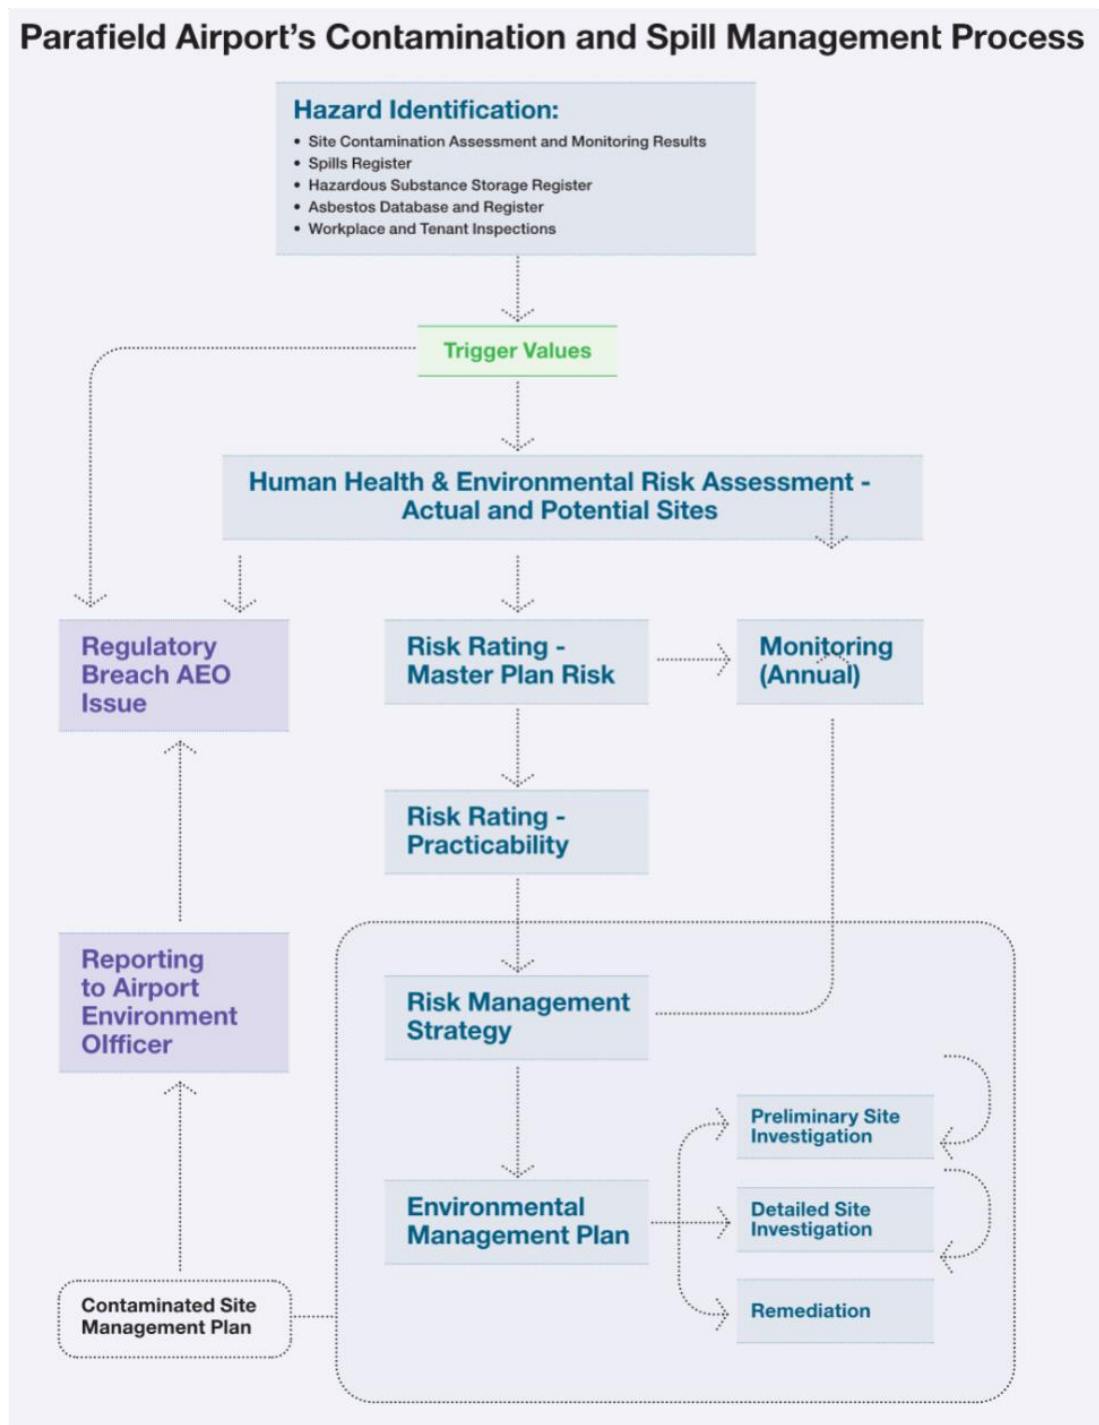 Parafield Airport’s Contamination and Spill Management Process
Hazard Identification:
• Site Contamination Assessment and Monitoring Results
• Spills Register
• Hazardous Substance Storage Register
• Asbestos Database and Register
• Workplace and Tenant Inspections
Trigger Values
Human Health & Environmental Risk Assessment -
Actual and Potential Sites
Regulatory
Breach AEO
Issue
Risk Rating -
Master Plan Risk
Monitoring
(Annual)
Risk Rating -
Practicability
Reporting
to Airport
Environment
Olfficer
Risk Management
Strategy
Preliminary Site
Investigation
Environmental
Management Plan
Detailed Site
Investigation
Remediation
Contaminated Site
Management Plan